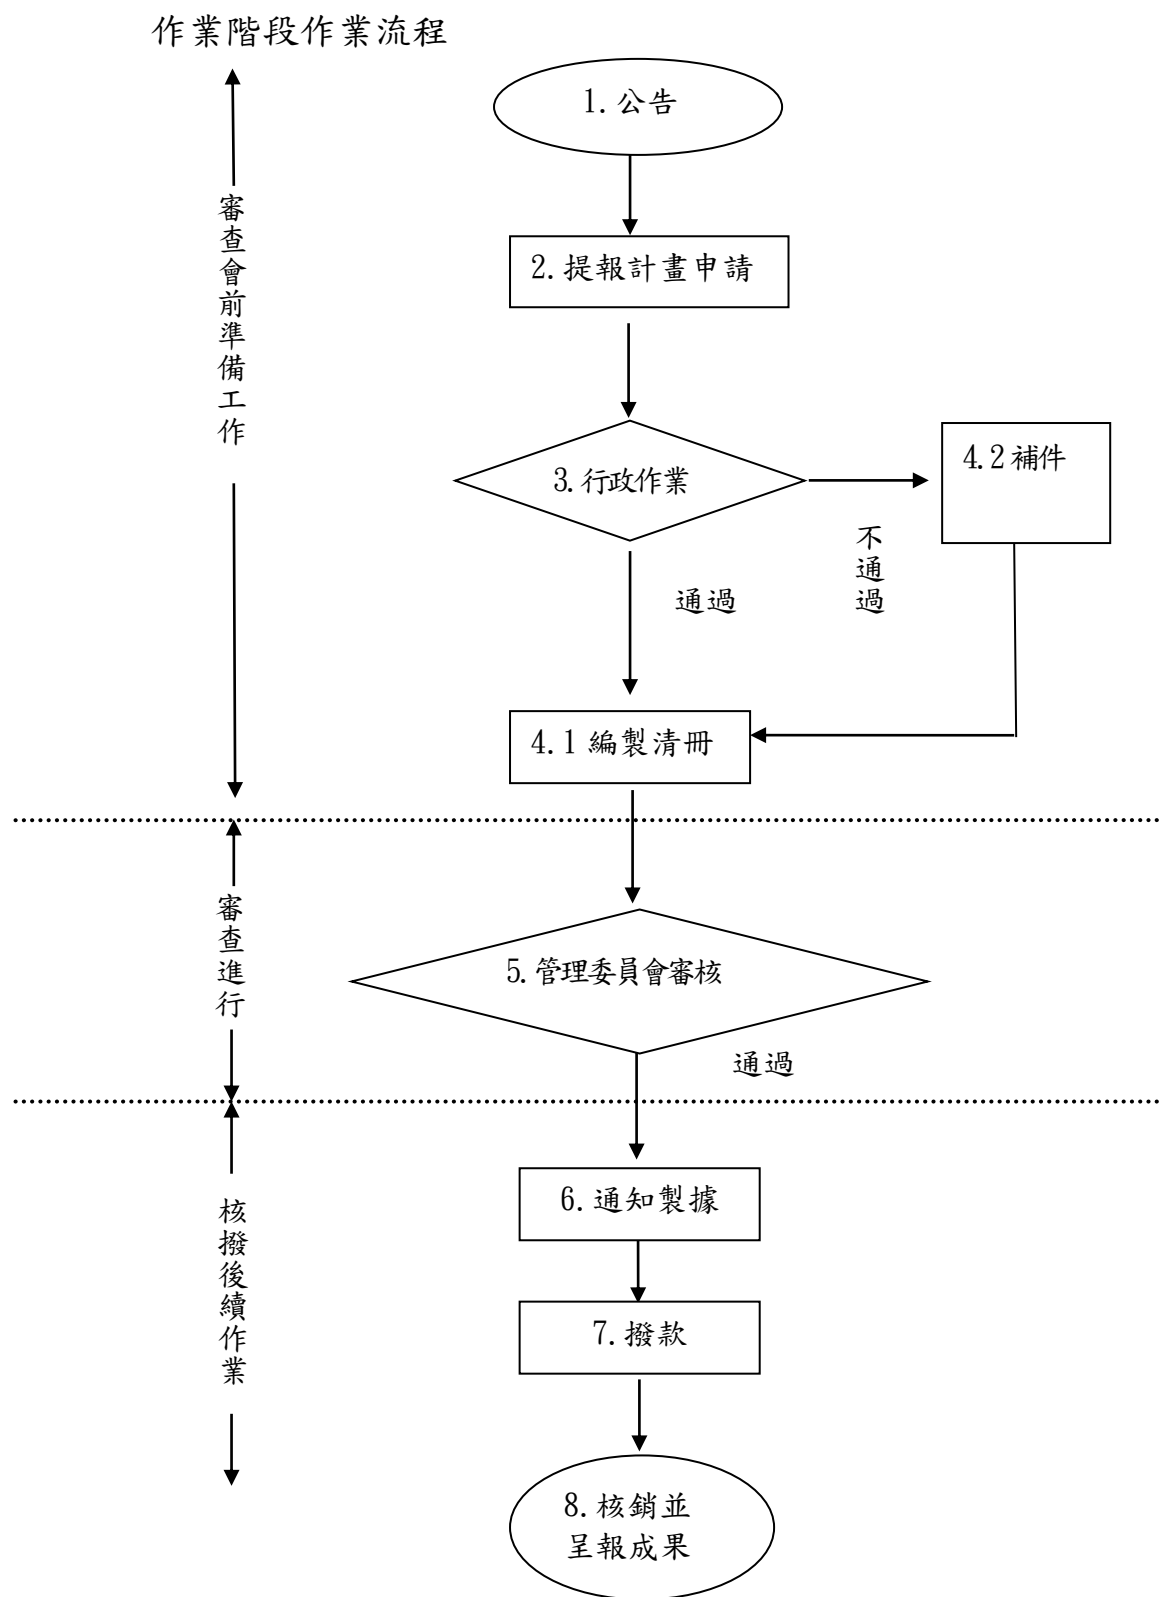 作業階段作業流程
1.公告
審查會前準備工作
2.提報計畫申請
3.行政作業
4.2補件
不通過
通過
4.1編製清冊
審查進行
5.管理委員會審核
通過
核撥後續作業
6.通知製據
7.撥款
8.核銷並
呈報成果